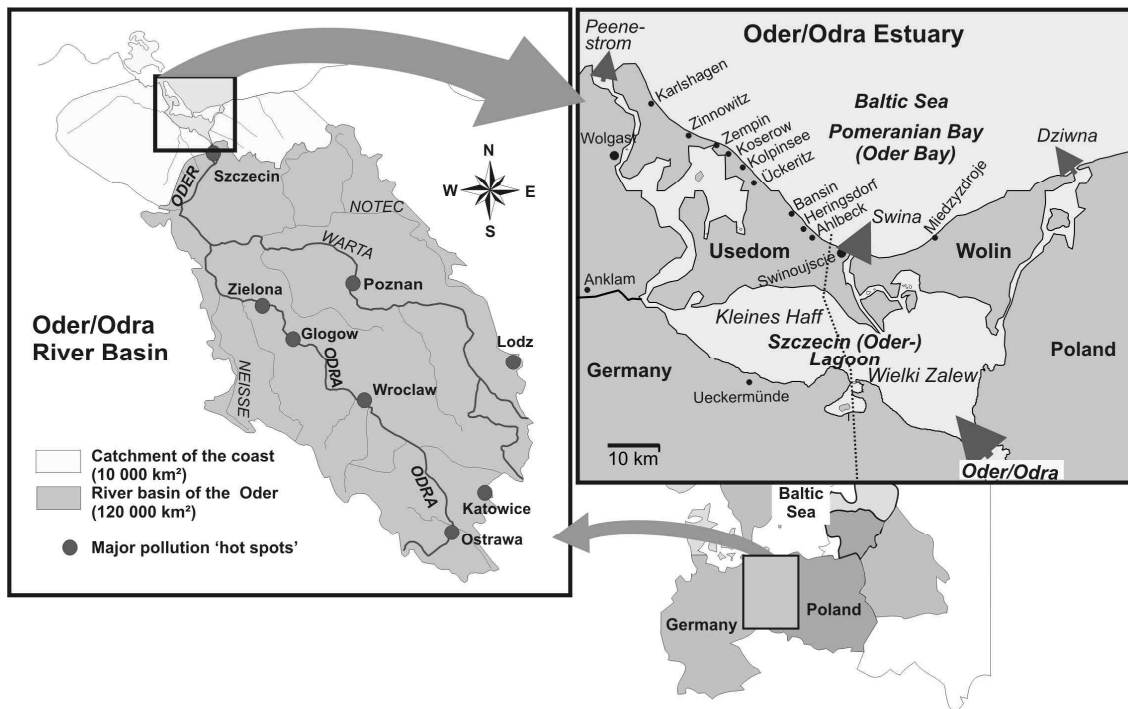 ODER
Szczecin
N
W
E
S
NOTEC
WARTA
Poznan
Zielona
Glogow
Lodz
Oder/Odra
River Basin
NEISSE
ODRA
Wroclaw
ODRA
Katowice
Ostrawa
Catchment of the coast
(10 000 km²)
River basin of the Oder
(120 000 km²)
Major pollution ‘hot spots’
Oder/Odra Estuary
Peene-
strom
Karlshagen
Baltic Sea
Pomeranian Bay
(Oder Bay)
Dziwna
Wolgast
Zinnowitz
Zempin
Koserow
Kolpinsee
Ückeritz
Bansin
Heringsdorf
Ahlbeck
Swina
Miedzyzdroje
Usedom
Swinoujscie
Wolin
Anklam
Kleines Haff
Szczecin (Oder-)
Lagoon
Wielki Zalew
Poland
Germany
Ueckermünde
10 km
Oder/Odra
Baltic
Sea
Poland
Germany